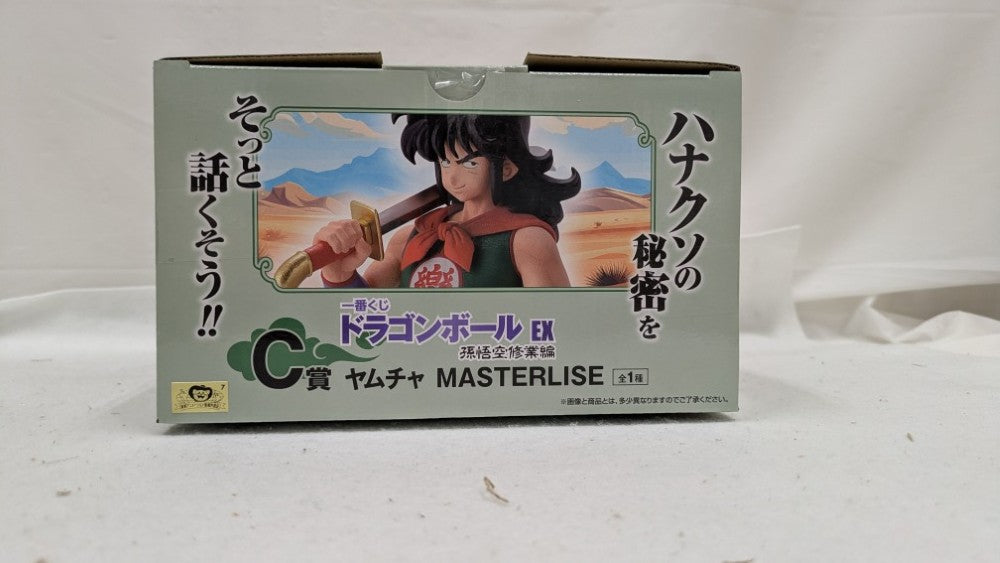 ハナクソの
秘密を
そっと
話くそう!!
樂
一番くじ
ドラゴンボール EX
孫悟空修業編
C賞 ヤムチャ MASTERLISE 全1種
※画像と商品とは、多少異なりますのでご了承ください。
7